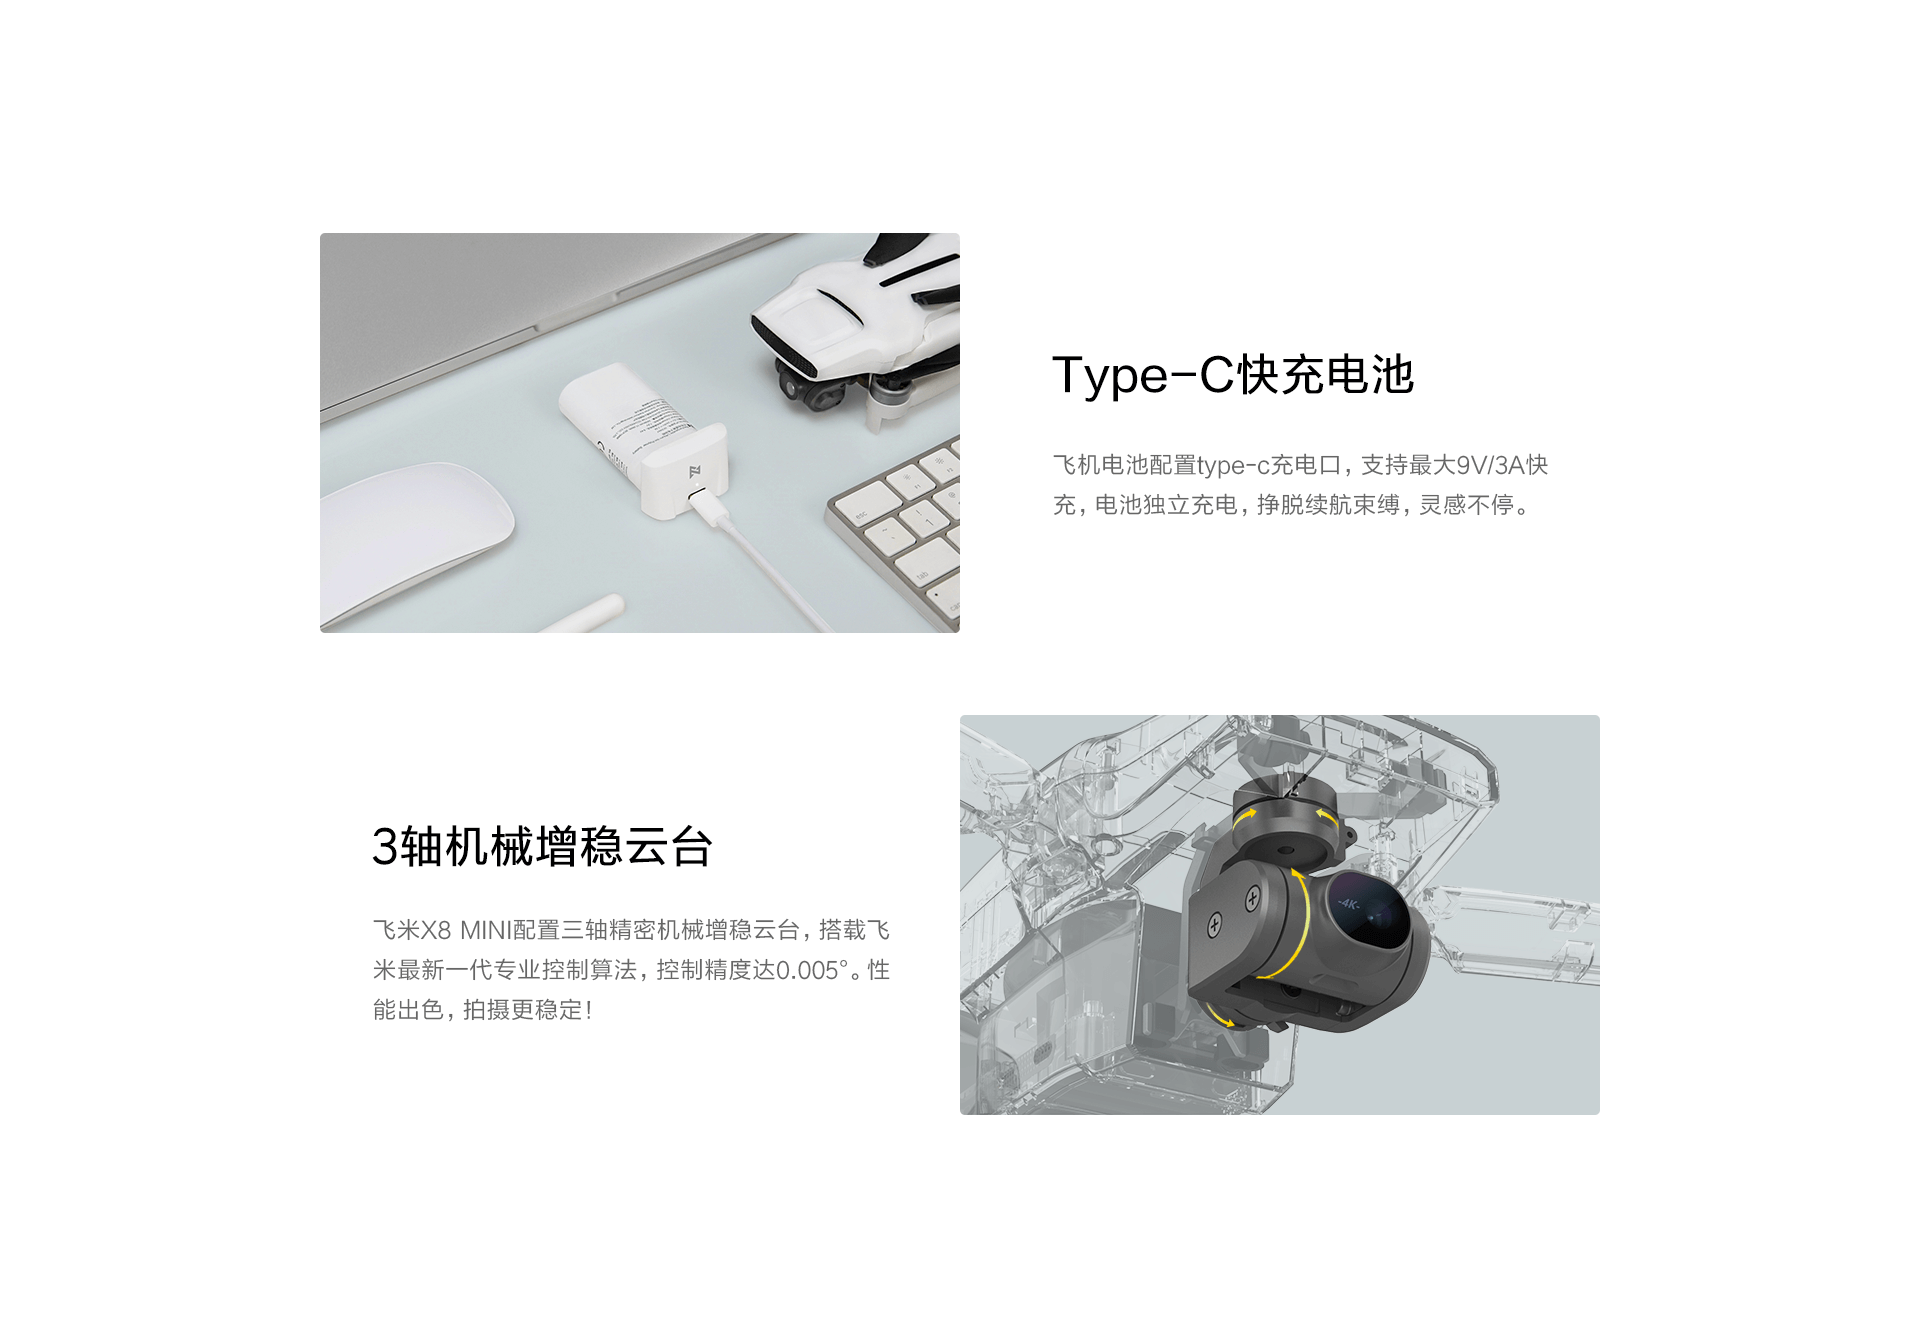 Type-C快充电池
飞机电池配置type-c充电口，支持最大9V/3A快
充，电池独立充电，挣脱续航束缚，灵感不停。
esc
tab
3轴机械增稳云台
飞米X8 MINI配置三轴精密机械增稳云台，搭载飞
米最新一代专业控制算法，控制精度达0.005°。性
能出色，拍摄更稳定！
-4K-